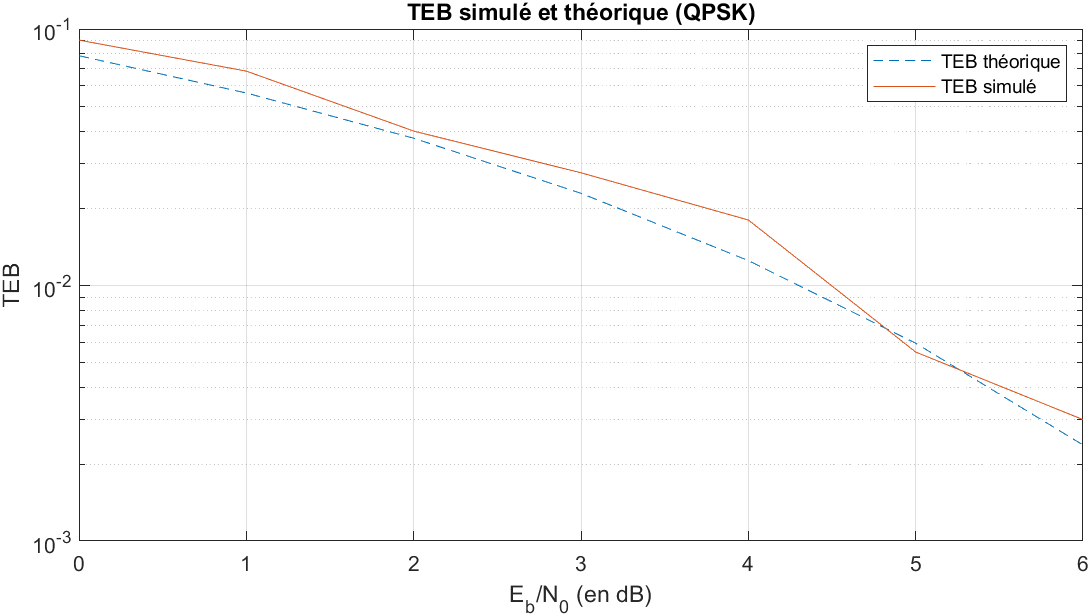 TEB simulé et théorique (QPSK)
10^-1
10^-2
10^-3
TEB
TEB théorique
TEB simulé
0 1 2 3 4 5 6
E_b/N_0 (en dB)